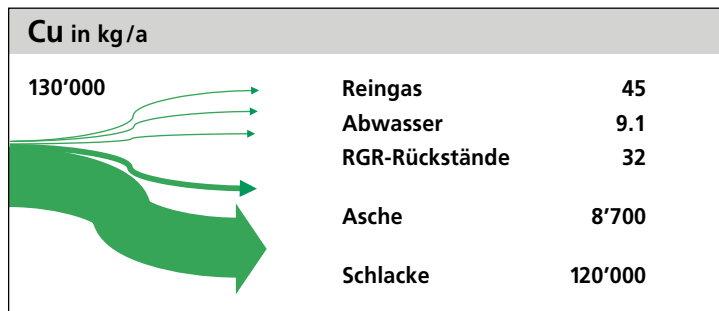 Cu in kg/a
130’000
Reingas 45
Abwasser 9.1
RGR-Rückstände 32
Asche 8’700
Schlacke 120’000